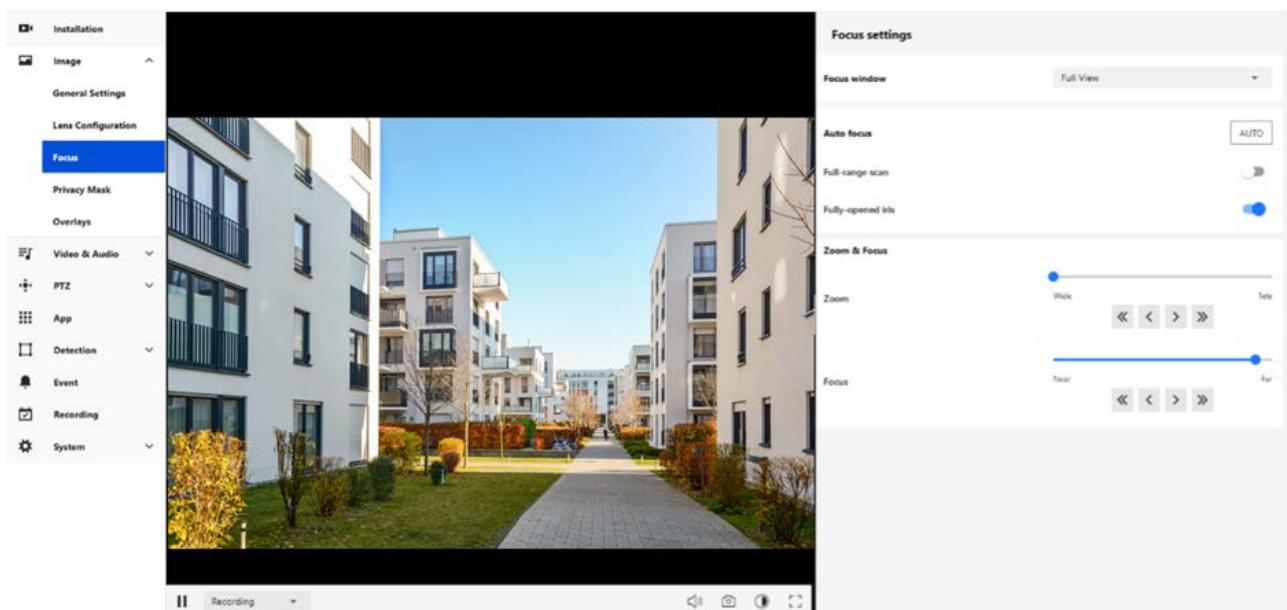 Installation
Image
General Settings
Lens Configuration
Focus
Privacy Mask
Overlays
Video & Audio
PTZ
App
Detection
Event
Recording
System
Recording
Focus settings
Focus window
Full View
Auto focus
AUTO
Full-range scan
Fully-opened iris
Zoom & Focus
Zoom
Wide Tele
Focus
Near Far